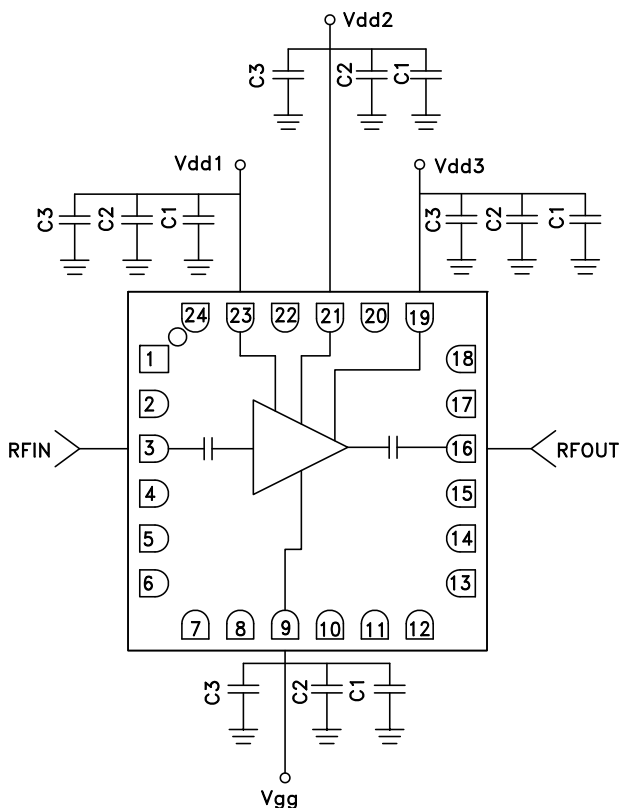 Vdd2
C3 C2 C1
Vdd1 Vdd3
C3 C2 C1 C3 C2 C1
24 23 22 21 20 19
1 18
2 17
RFIN 3 16 RFOUT
4 15
5 14
6 13
7 8 9 10 11 12
C3 C2 C1
Vgg